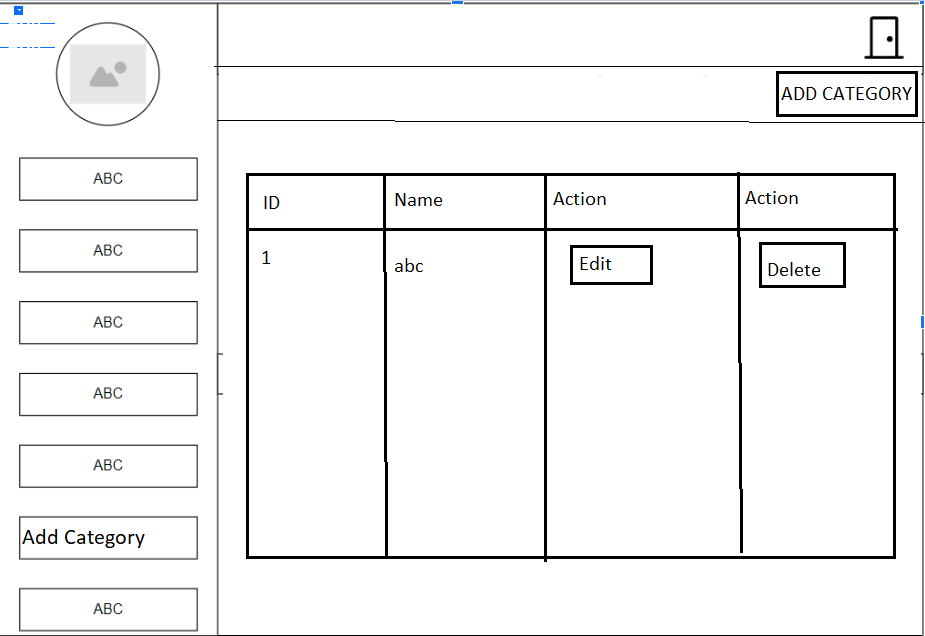 ABC
ABC
ABC
ABC
ABC
Add Category
ABC
ADD CATEGORY
ID Name Action Action
1 abc Edit Delete